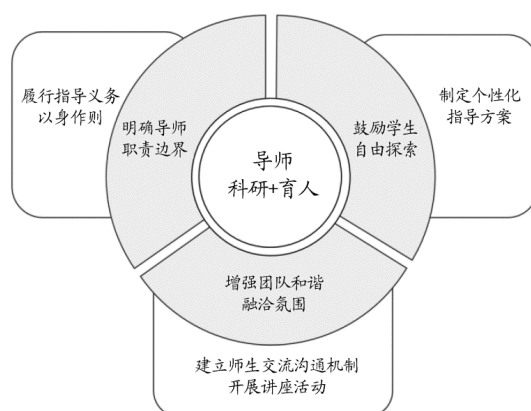 履行指导义务
以身作则
明确导师
职责边界
导师
科研+育人
鼓励学生
自由探索
制定个性化
指导方案
增强团队和谐
融洽氛围
建立师生交流沟通机制
开展讲座活动